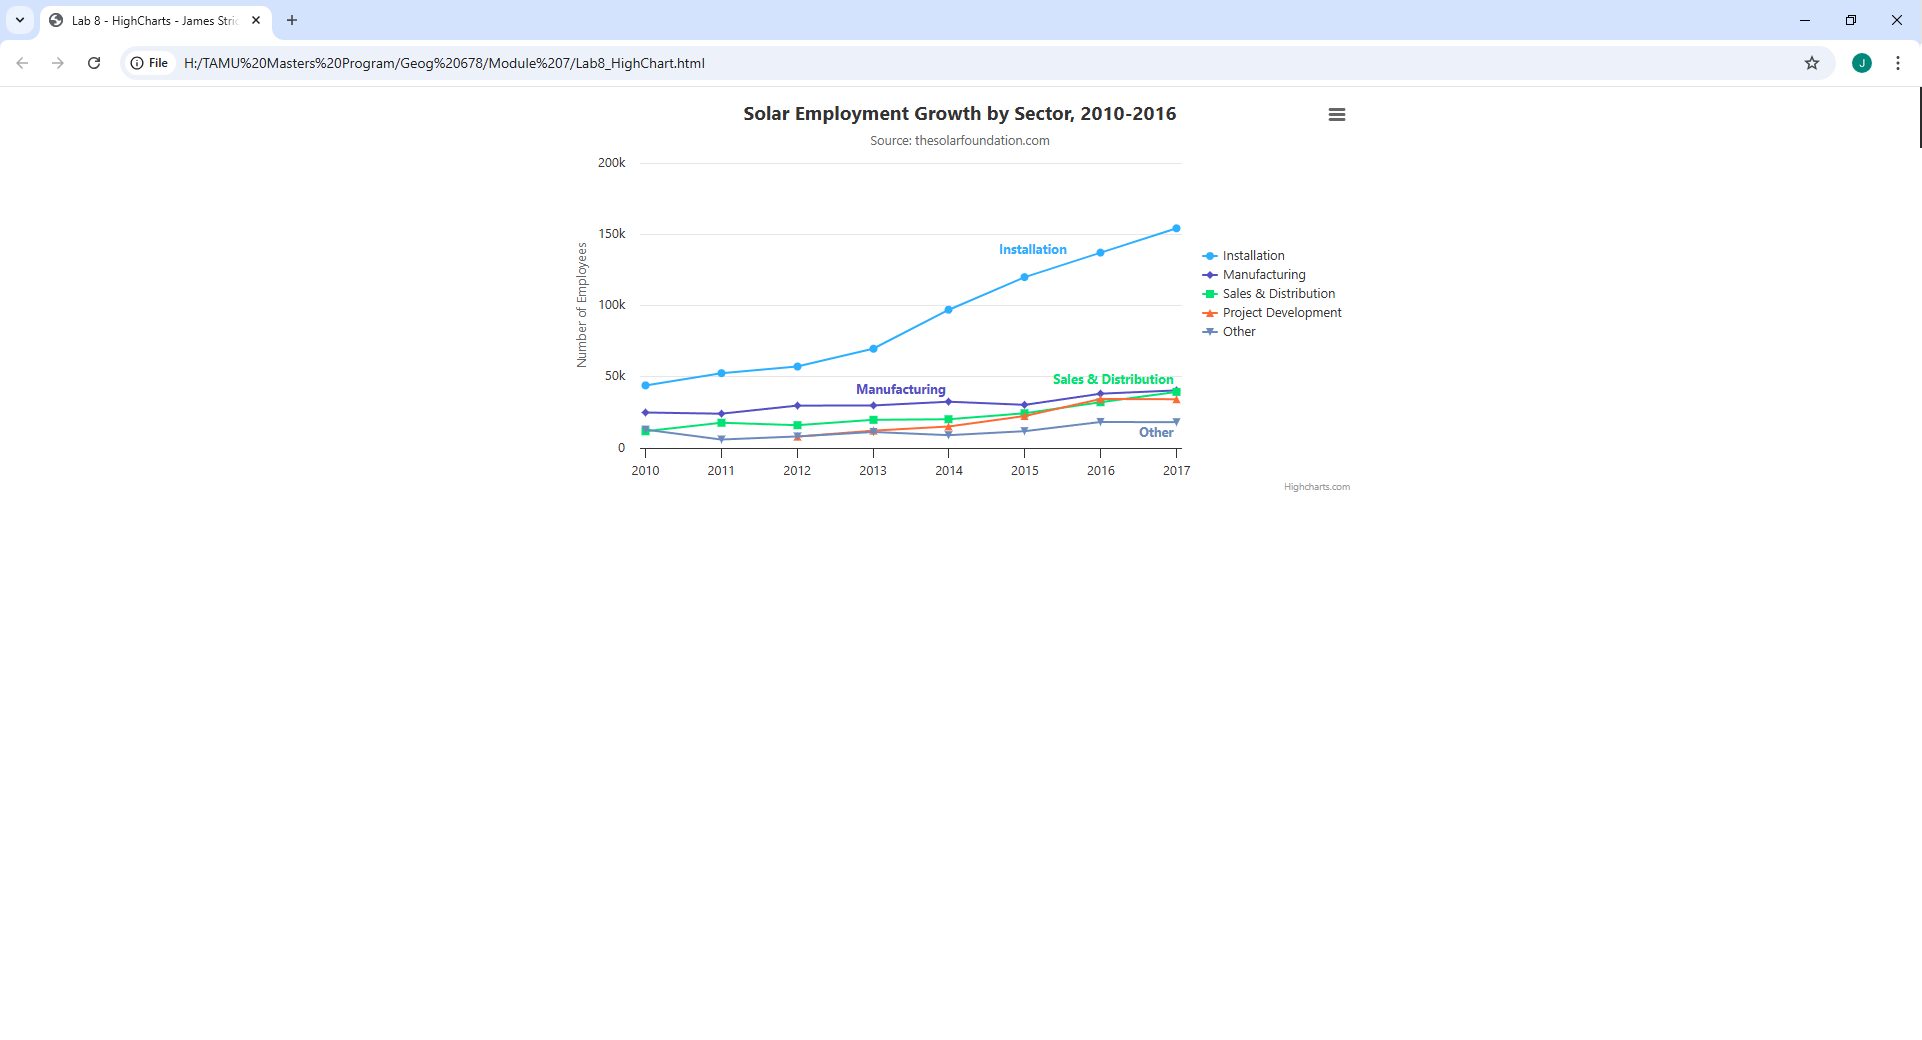 Lab 8 - HighCharts - James Stric
File
H:/TAMU%20Masters%20Program/Geog%20678/Module%207/Lab8_HighChart.html
J
Solar Employment Growth by Sector, 2010-2016
Source: thesolarfoundation.com
Number of Employees
200k
150k
100k
50k
0
Installation
Manufacturing
Sales & Distribution
Other
2010 2011 2012 2013 2014 2015 2016 2017
Installation
Manufacturing
Sales & Distribution
Project Development
Other
Highcharts.com